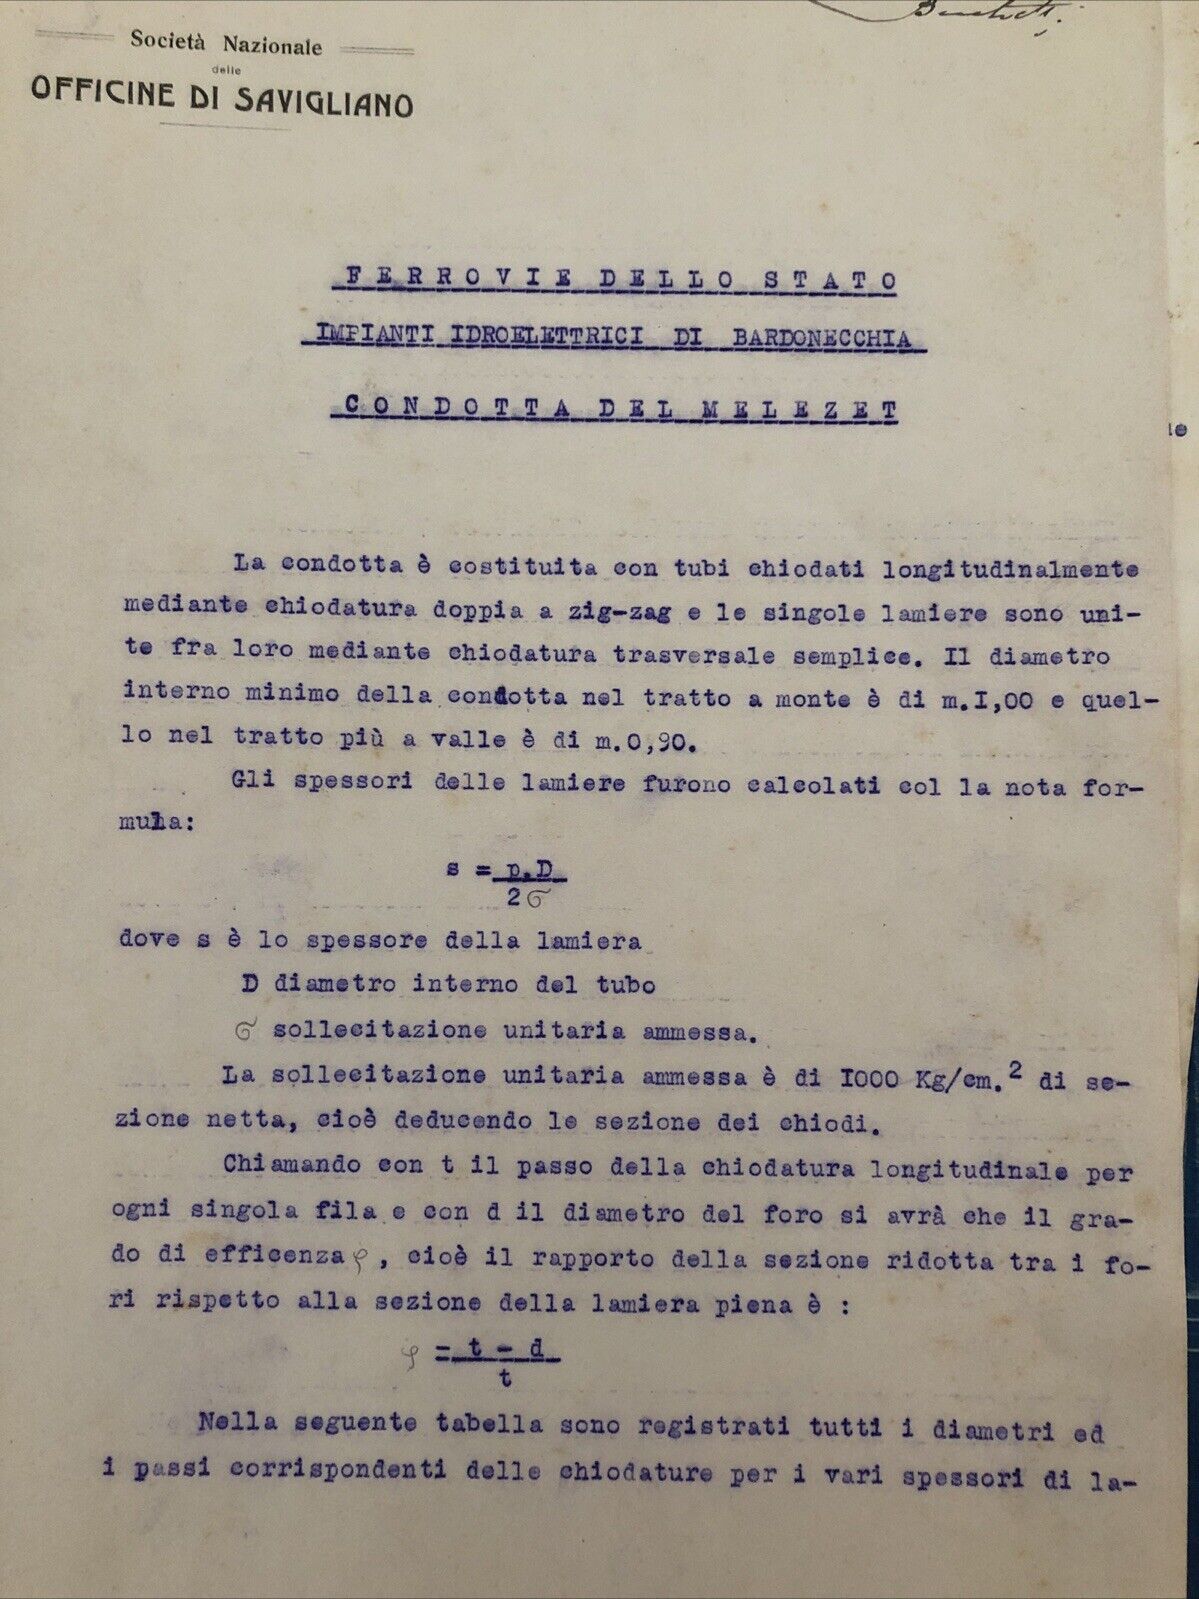 Società Nazionale
delle
OFFICINE DI SAVIGLIANO
FERROVIE DELLO STATO
IMPIANTI IDROELETTRICI DI BARDONECCHIA
CONDOTTA DEL MELEZET
La condotta è costituita con tubi chiodati longitudinalmente
mediante chiodatura doppia a zig-zag e le singole lamiere sono uni-
te fra loro mediante chiodatura trasversale semplice. Il diametro
interno minimo della condotta nel tratto a monte è di m.I,00 e quel-
lo nel tratto più a valle è di m.0,90.
Gli spessori delle lamiere furono calcolati col la nota for-
mula:
s = p.D
2 σ
dove s è lo spessore della lamiera
D diametro interno del tubo
σ sollecitazione unitaria ammessa.
La sollecitazione unitaria ammessa è di I000 Kg/cm.² di se-
zione netta, cioè deducendo le sezione dei chiodi.
Chiamando con t il passo della chiodatura longitudinale per
ogni singola fila e con d il diametro del foro si avrà che il gra-
do di efficenza φ, cioè il rapporto della sezione ridotta tra i fo-
ri rispetto alla sezione della lamiera piena è :
φ = t - d
t
Nella seguente tabella sono registrati tutti i diametri ed
i passi corrispondenti delle chiodature per i vari spessori di la-